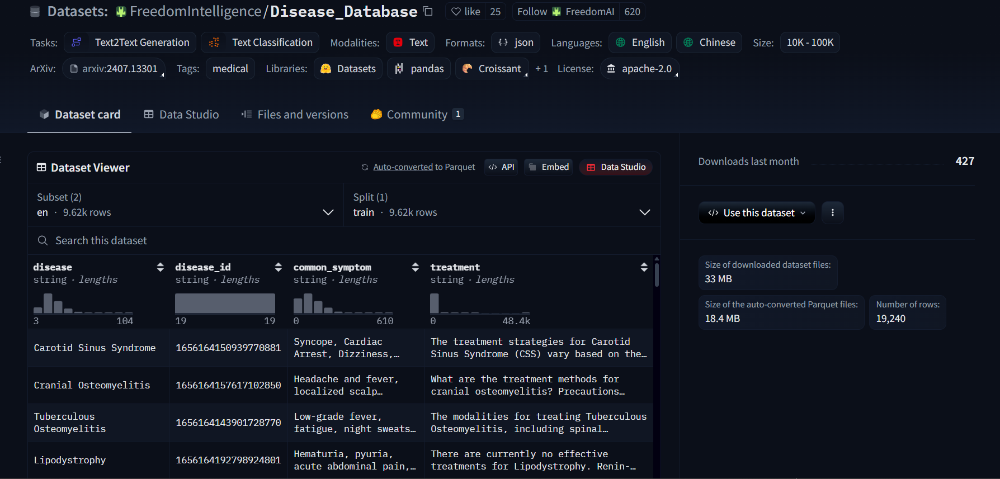 Datasets: FreedomIntelligence/Disease_Database like 25 Follow FreedomAI 620
Tasks: Text2Text Generation Text Classification Modalities: Text Formats: json Languages: English Chinese Size: 10K - 100K
ArXiv: arxiv:2407.13301 Tags: medical Libraries: Datasets pandas Croissant + 1 License: apache-2.0
Dataset card Data Studio Files and versions Community 1
Dataset Viewer Auto-converted to Parquet API Embed Data Studio
Subset (2) Split (1)
en · 9.62k rows train · 9.62k rows
Search this dataset
disease disease_id common_symptom treatment
string · lengths string · lengths string · lengths string · lengths
3 104 19 19 0 610 0 48.4k
Carotid Sinus Syndrome 1656164150939770881 Syncope, Cardiac Arrest, Dizziness,… The treatment strategies for Carotid Sinus Syndrome (CSS) vary based on the…
Cranial Osteomyelitis 1656164157617102850 Headache and fever, localized scalp… What are the treatment methods for cranial osteomyelitis? Precautions…
Tuberculous Osteomyelitis 1656164143901728770 Low-grade fever, fatigue, night sweats… The modalities for treating Tuberculous Osteomyelitis, including spinal…
Lipodystrophy 1656164192798924801 Hematuria, pyuria, acute abdominal pain,… There are currently no effective treatments for Lipodystrophy. Renin-…
Downloads last month 427
Use this dataset
Size of downloaded dataset files:
33 MB
Size of the auto-converted Parquet files: Number of rows:
18.4 MB 19,240